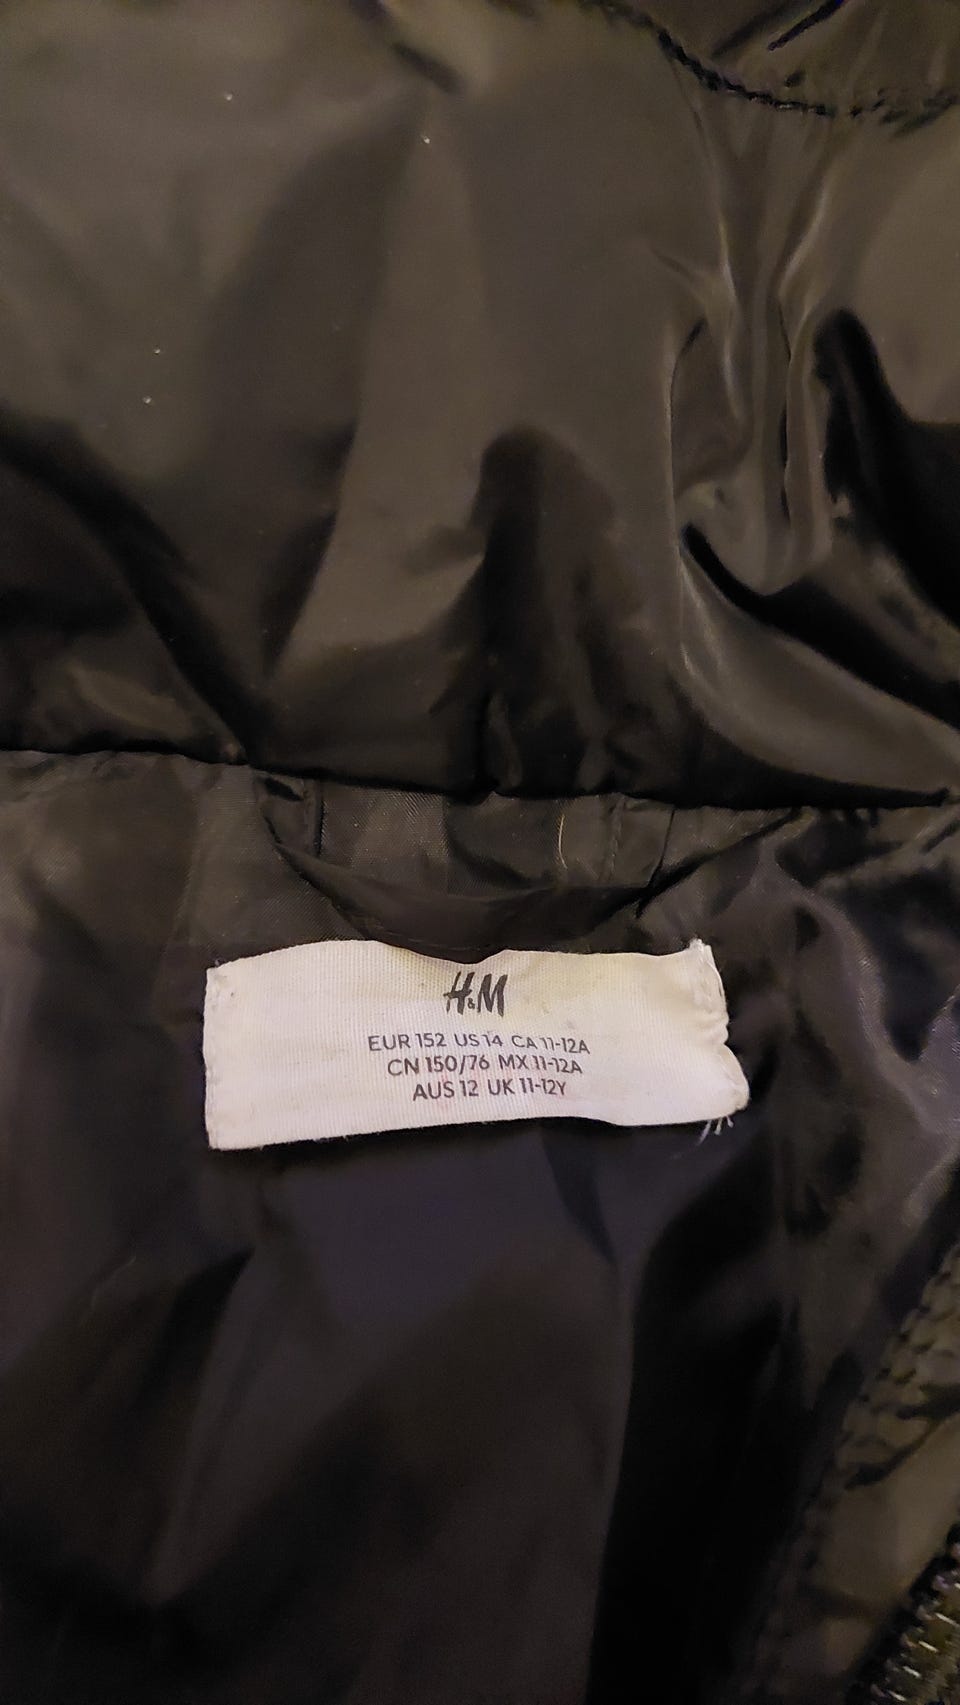 H&M
EUR 152 US 14 CA 11-12A
CN 150/76 MX 11-12A
AUS 12 UK 11-12Y